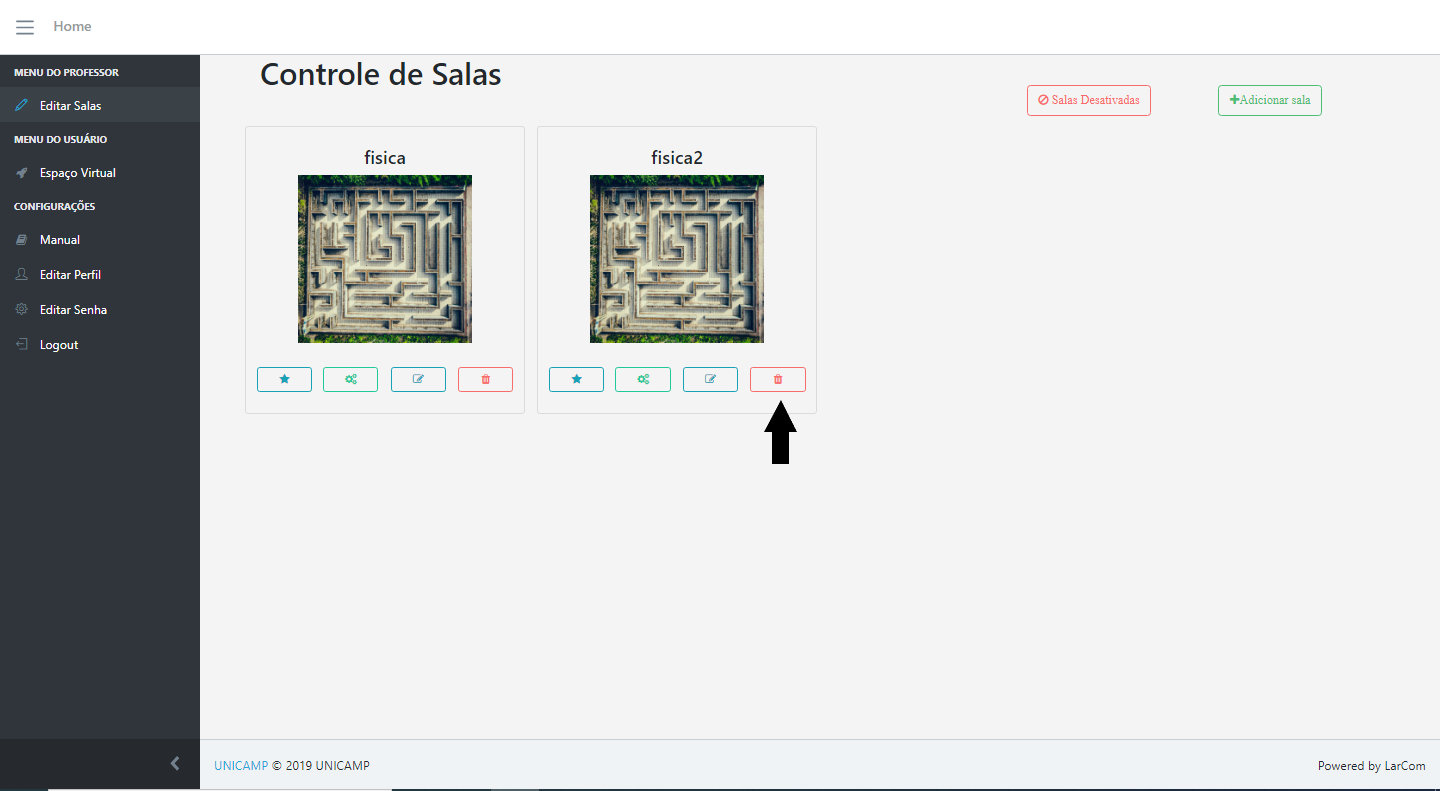 Home
MENU DO PROFESSOR
Editar Salas
MENU DO USUÁRIO
Espaço Virtual
CONFIGURAÇÕES
Manual
Editar Perfil
Editar Senha
Logout
Controle de Salas
Salas Desativadas
Adicionar sala
fisica
fisica2
UNICAMP © 2019 UNICAMP
Powered by LarCom